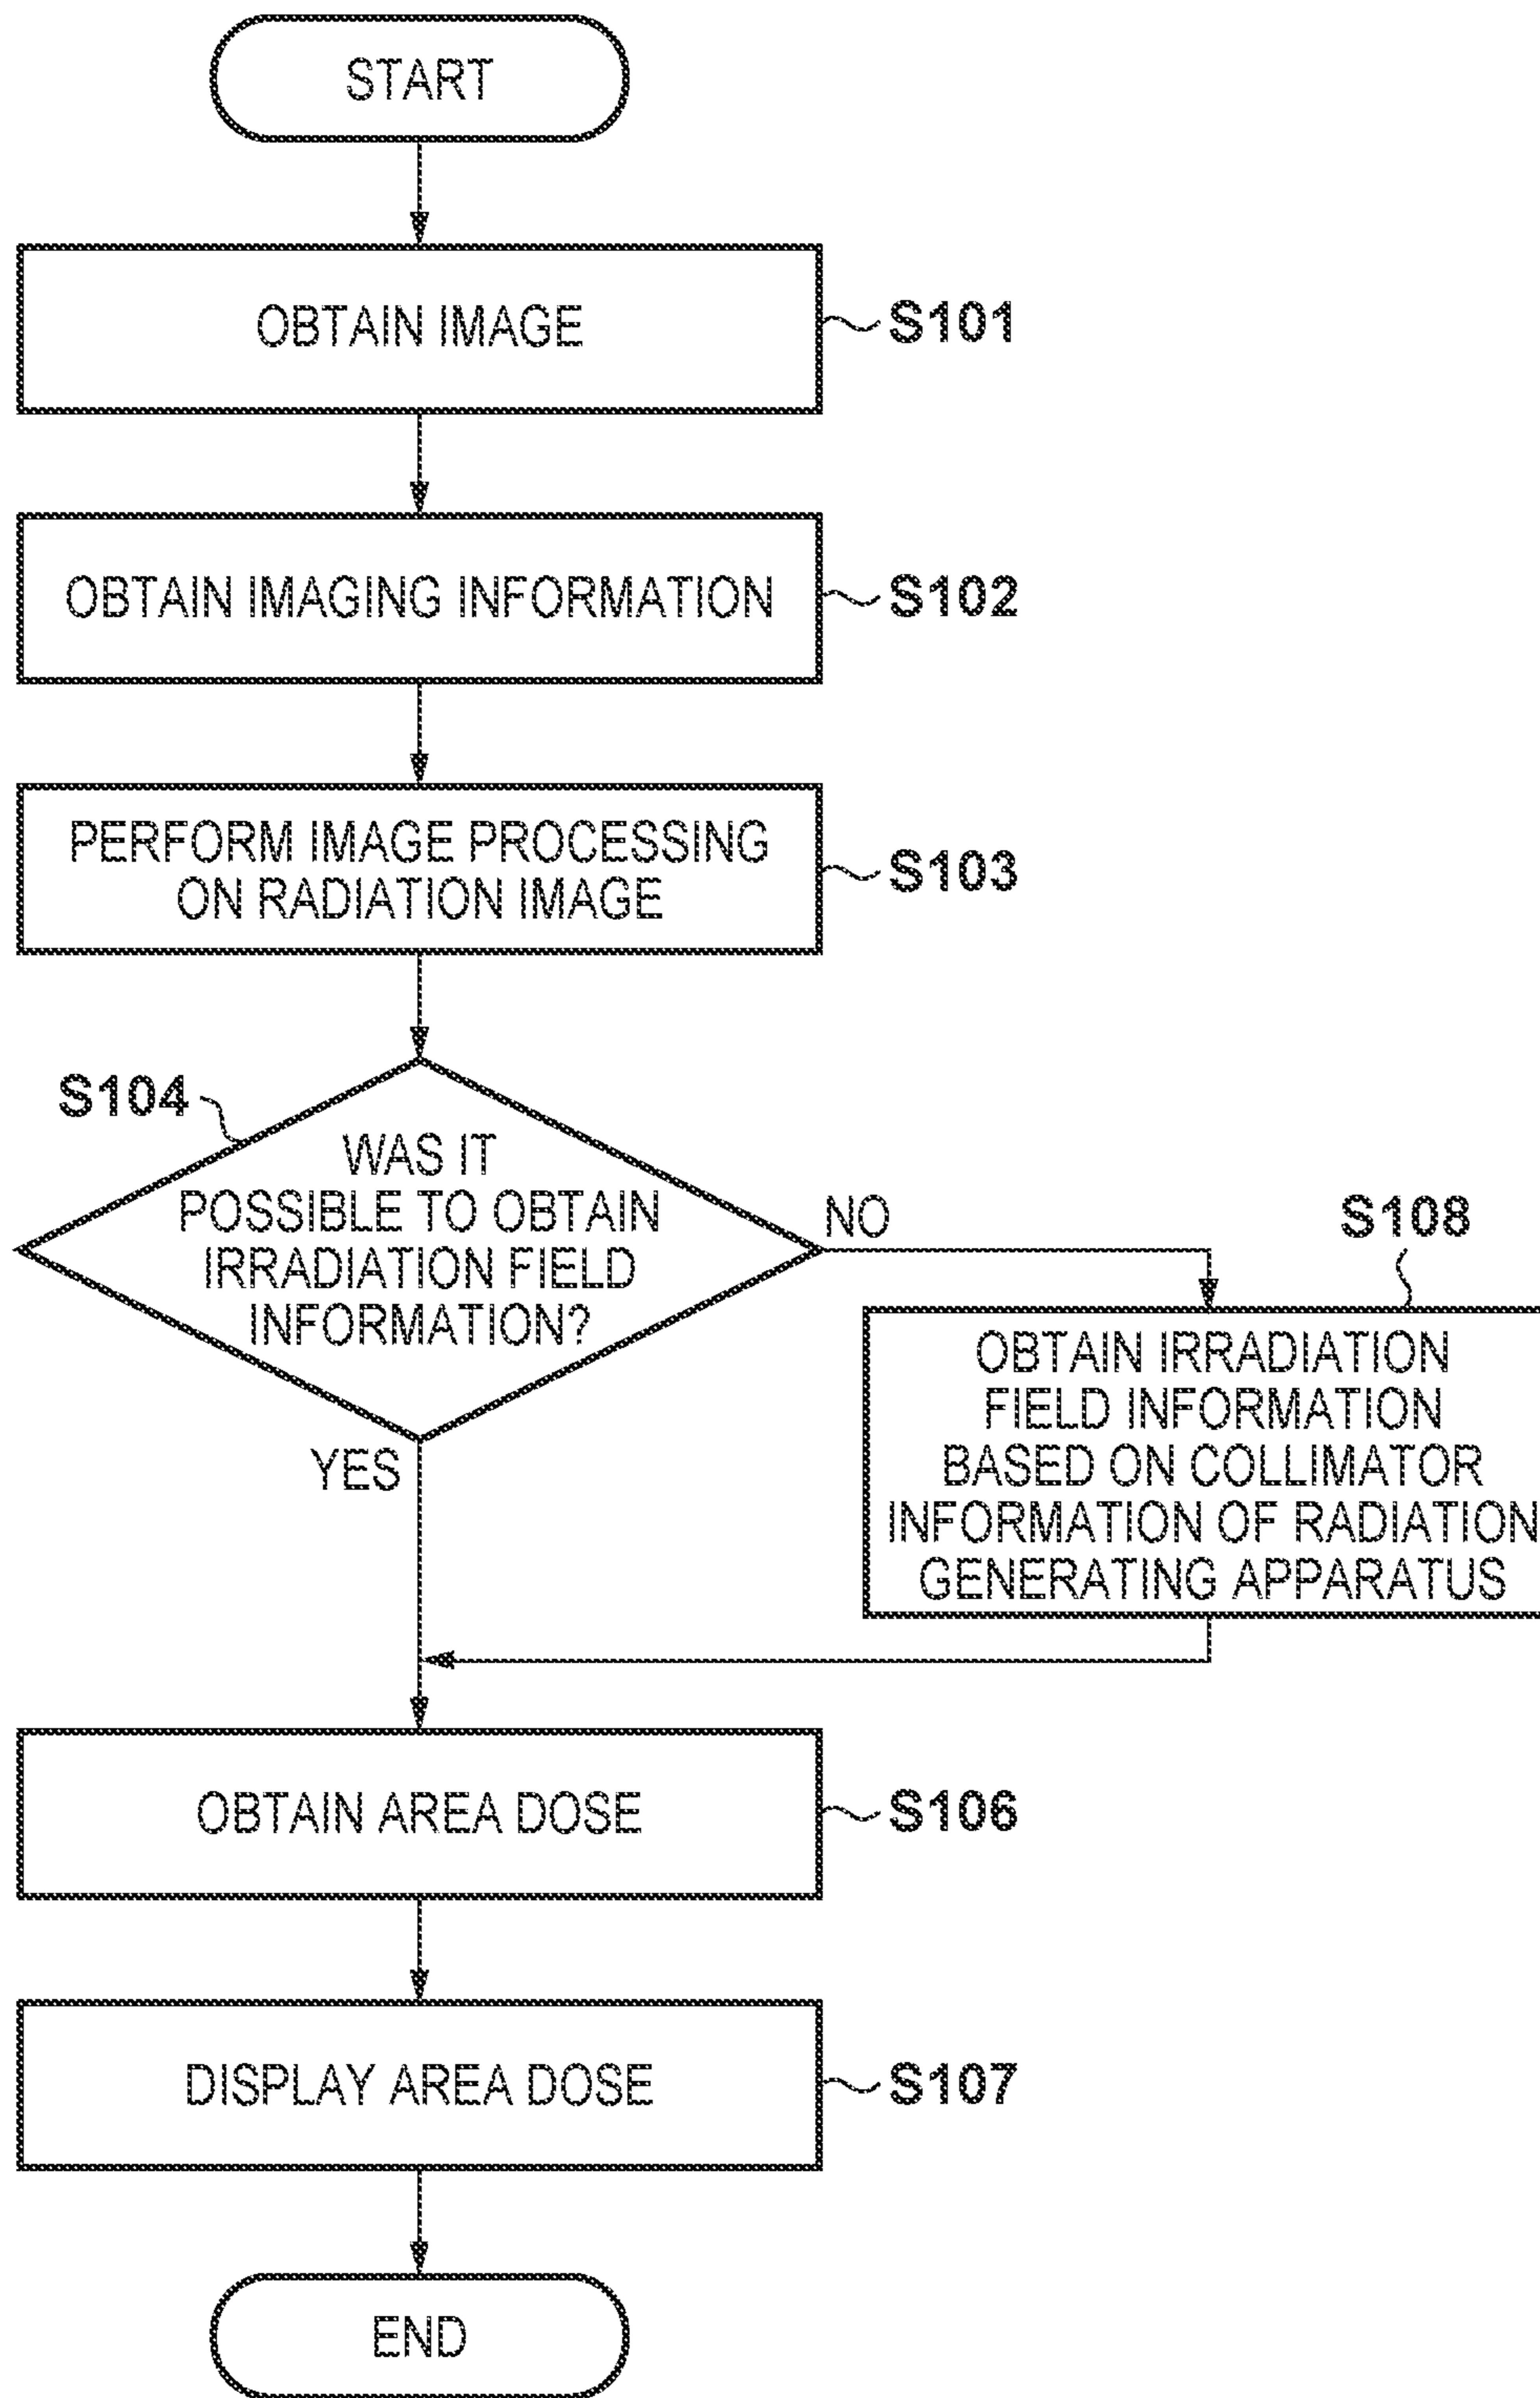 START
OBTAIN IMAGE
S101
OBTAIN IMAGING INFORMATION
S102
PERFORM IMAGE PROCESSING
ON RADIATION IMAGE
S103
S104
WAS IT
POSSIBLE TO OBTAIN
IRRADIATION FIELD
INFORMATION?
NO
YES
S108
OBTAIN IRRADIATION
FIELD INFORMATION
BASED ON COLLIMATOR
INFORMATION OF RADIATION
GENERATING APPARATUS
OBTAIN AREA DOSE
S106
DISPLAY AREA DOSE
S107
END